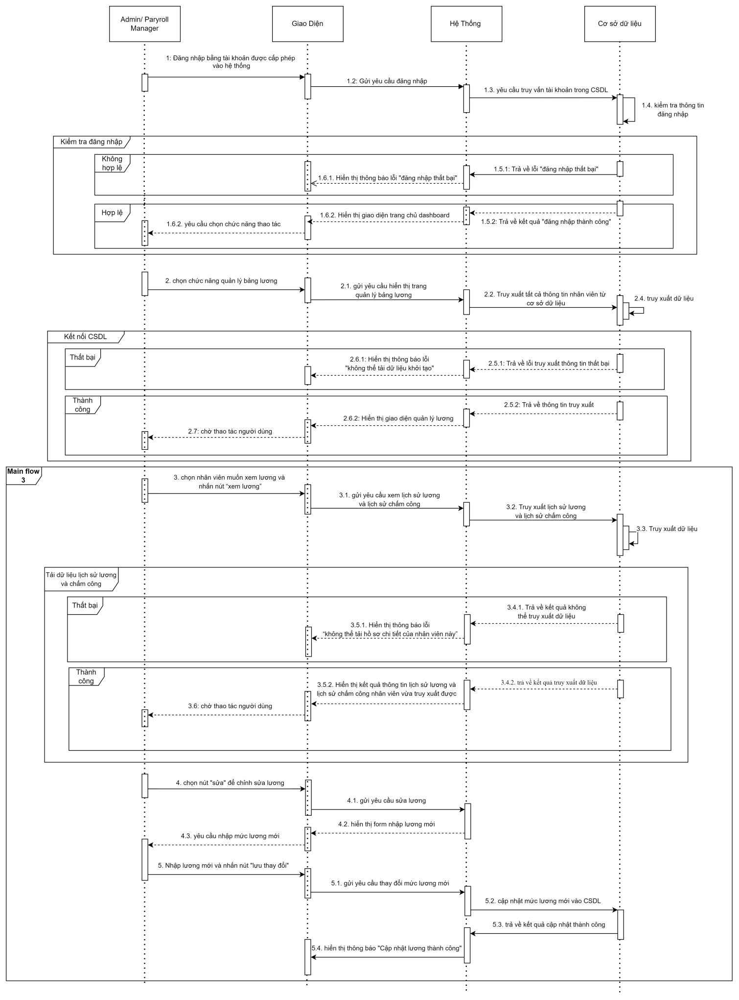 Admin/ Paryroll
Manager
Giao Diện
Hệ Thống
Cơ sở dữ liệu
1: Đăng nhập bằng tài khoản được cấp phép
vào hệ thống
1.2: Gửi yêu cầu đăng nhập
1.3. yêu cầu truy vấn tài khoản trong CSDL
1.4. kiểm tra thông tin
đăng nhập
Kiểm tra đăng nhập
Không
hợp lệ
1.5.1: Trả về lỗi "đăng nhập thất bại"
1.6.1. Hiển thị thông báo lỗi "đăng nhập thất bại"
Hợp lệ
1.6.2. Hiển thị giao diện trang chủ dashboard
1.5.2: Trả về kết quả "đăng nhập thành công"
1.6.2. yêu cầu chọn chức năng thao tác
2. chọn chức năng quản lý bảng lương
2.1. gửi yêu cầu hiển thị trang
quản lý bảng lương
2.2. Truy xuất tất cả thông tin nhân viên từ
cơ sở dữ liệu
2.4. truy xuất dữ liệu
Kết nối CSDL
Thất bại
2.6.1: Hiển thị thông báo lỗi
"không thể tải dữ liệu khởi tạo"
2.5.1: Trả về lỗi truy xuất thông tin thất bại
Thành
công
2.5.2: Trả về thông tin truy xuất
2.6.2: Hiển thị giao diện quản lý lương
2.7: chờ thao tác người dùng
Main flow
3
3. chọn nhân viên muốn xem lương và
nhấn nút “xem lương”
3.1. gửi yêu cầu xem lịch sử lương
và lịch sử chấm công
3.2. Truy xuất lịch sử lương
và lịch sử chấm công
3.3. Truy xuất dữ liệu
Tải dữ liệu lịch sử lương
và chấm công
Thất bại
3.4.1. Trả về kết quả không
thể truy xuất dữ liệu
3.5.1. Hiển thị thông báo lỗi
“không thể tải hồ sơ chi tiết của nhân viên này”
Thành
công
3.4.2. trả về kết quả truy xuất dữ liệu
3.5.2. Hiển thị kết quả thông tin lịch sử lương và
lịch sử chấm công nhân viên vừa truy xuất được
3.6: chờ thao tác người dùng
4. chọn nút "sửa" để chỉnh sửa lương
4.1. gửi yêu cầu sửa lương
4.2. hiển thị form nhập lương mới
4.3. yêu cầu nhập mức lương mới
5. Nhập lương mới và nhấn nút "lưu thay đổi"
5.1. gửi yêu cầu thay đổi mức lương mới
5.2. cập nhật mức lương mới vào CSDL
5.3. trả về kết quả cập nhật thành công
5.4. hiển thị thông báo "Cập nhật lương thành công"